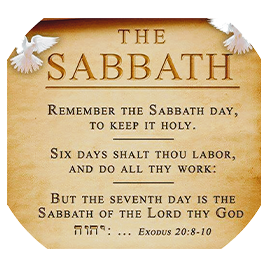 THE
SABBATH
REMEMBER THE SABBATH DAY,
TO KEEP IT HOLY.
SIX DAYS SHALT THOU LABOR,
AND DO ALL THY WORK:
BUT THE SEVENTH DAY IS THE
SABBATH OF THE LORD THY GOD
יהוה: ... EXODUS 20:8-10